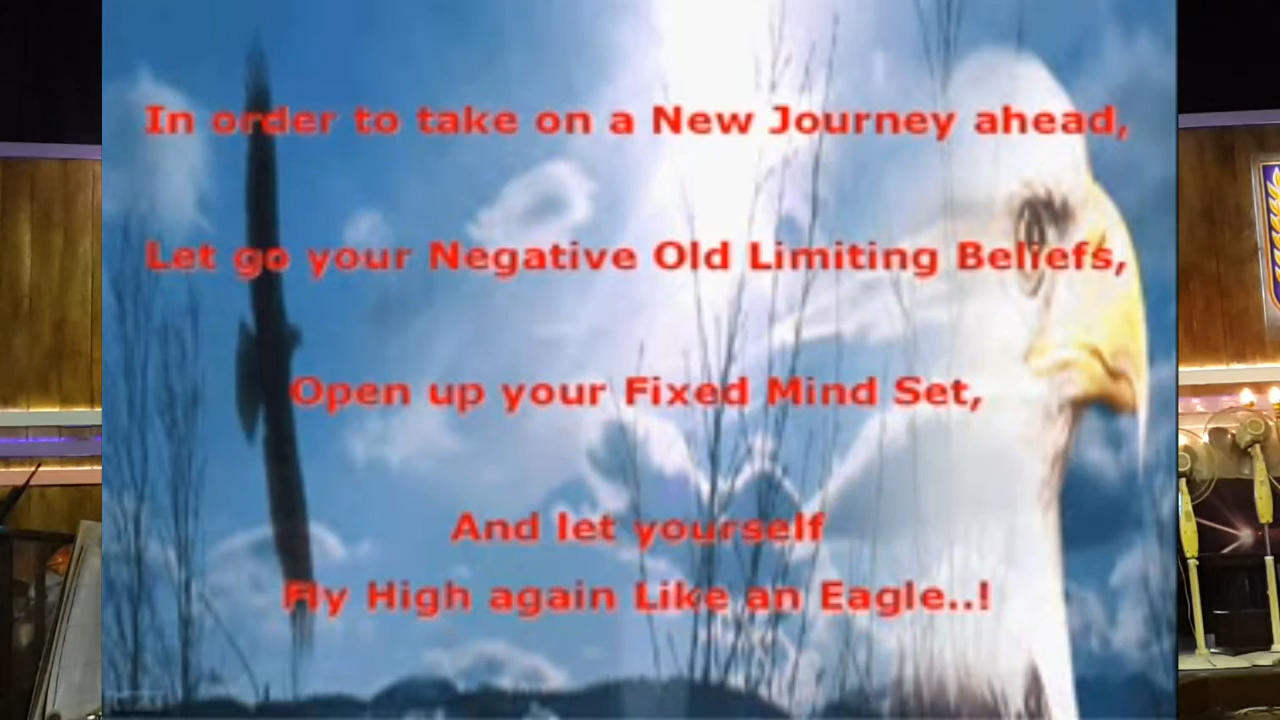 In order to take on a New Journey ahead,
Let go your Negative Old Limiting Beliefs,
Open up your Fixed Mind Set,
And let yourself
Fly High again Like an Eagle..!